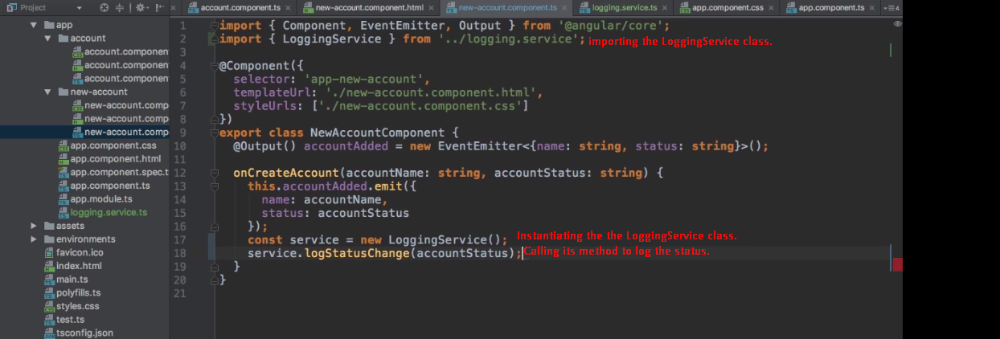 Project
account.component.ts
new-account.component.html
new-account.component.ts
logging.service.ts
app.component.css
app.component.ts
4
app
account
account.component
account.component
account.component
new-account
new-account.comp
new-account.comp
new-account.comp
app.component.css
app.component.html
app.component.spec.t
app.component.ts
app.module.ts
logging.service.ts
assets
environments
favicon.ico
index.html
main.ts
polyfills.ts
styles.css
test.ts
tsconfig.json
1 import { Component, EventEmitter, Output } from '@angular/core';
2 import { LoggingService } from '../logging.service'; importing the LoggingService class.
3
4 @Component({
5 selector: 'app-new-account',
6 templateUrl: './new-account.component.html',
7 styleUrls: ['./new-account.component.css']
8 })
9 export class NewAccountComponent {
10 @Output() accountAdded = new EventEmitter<{name: string, status: string}>();
11
12 onCreateAccount(accountName: string, accountStatus: string) {
13 this.accountAdded.emit({
14 name: accountName,
15 status: accountStatus
16 });
17 const service = new LoggingService(); Instantiating the the LoggingService class.
18 service.logStatusChange(accountStatus); Calling its method to log the status.
19 }
20 }
21